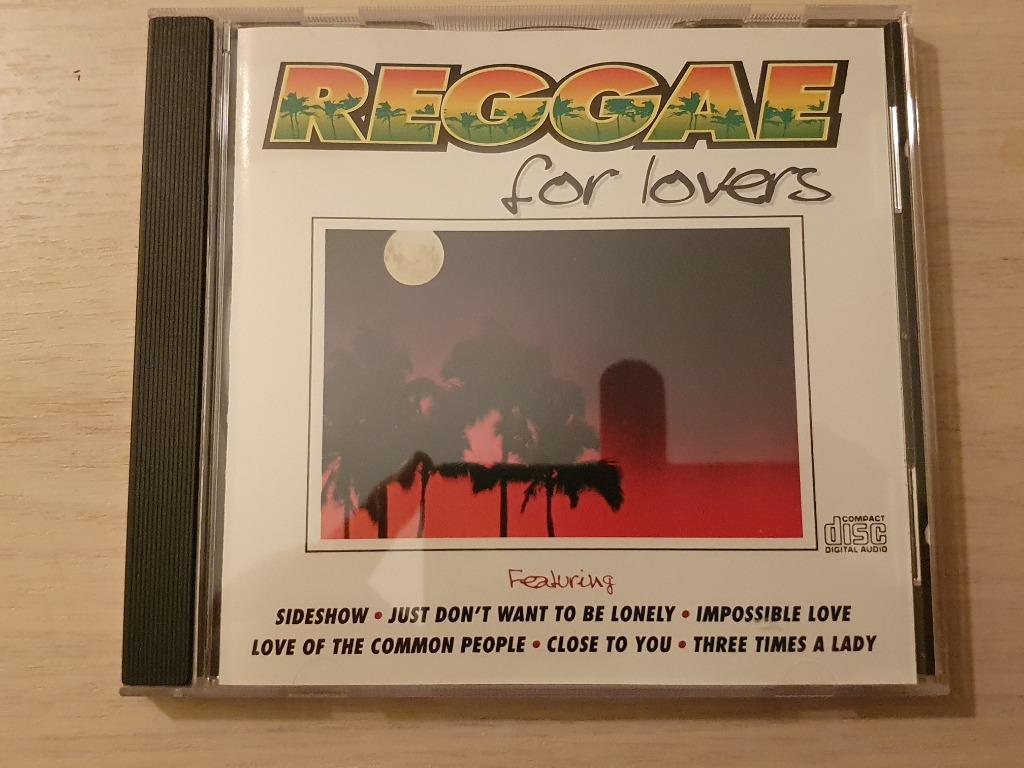 REGGAE
for lovers
COMPACT
disc
DIGITAL AUDIO
Featuring
SIDESHOW • JUST DON'T WANT TO BE LONELY • IMPOSSIBLE LOVE
LOVE OF THE COMMON PEOPLE • CLOSE TO YOU • THREE TIMES A LADY